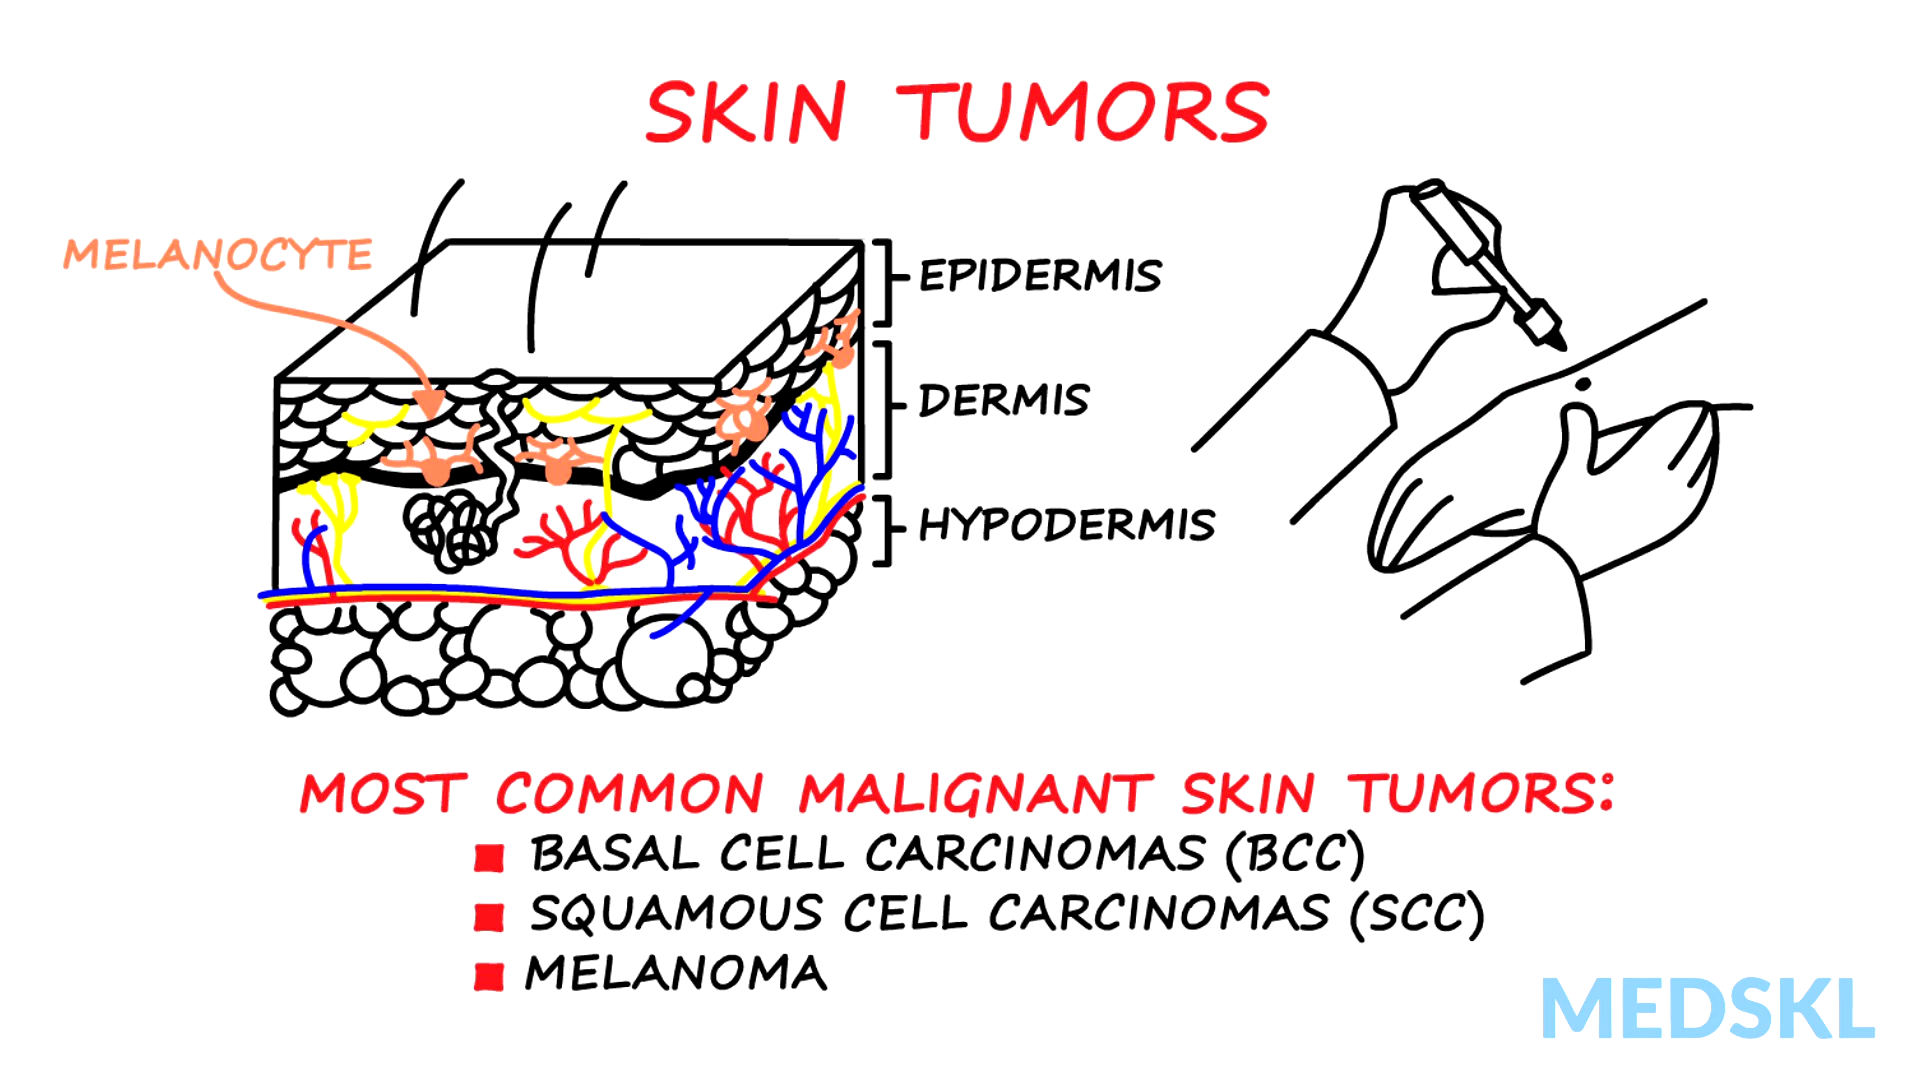 SKIN TUMORS
MELANOCYTE
EPIDERMIS
DERMIS
HYPODERMIS
MOST COMMON MALIGNANT SKIN TUMORS:
BASAL CELL CARCINOMAS (BCC)
SQUAMOUS CELL CARCINOMAS (SCC)
MELANOMA
MEDSKL